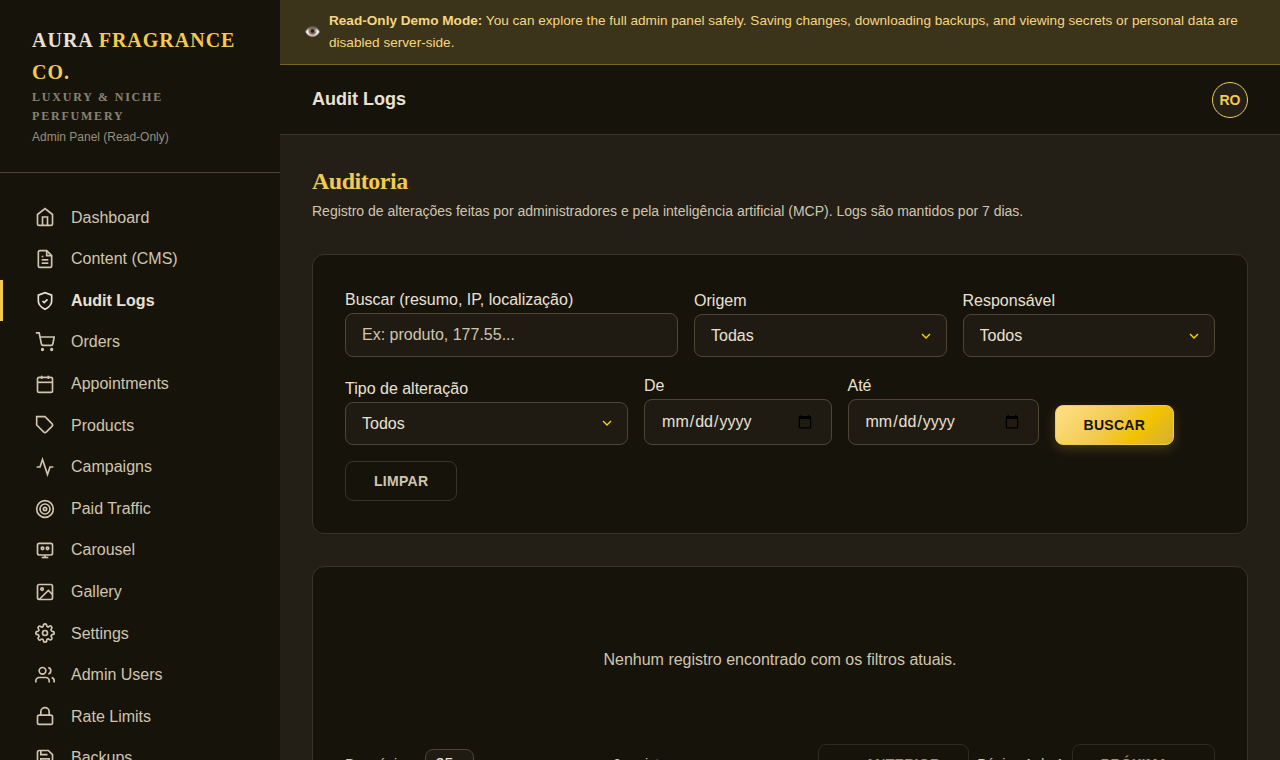 AURA FRAGRANCE
CO.
LUXURY & NICHE
PERFUMERY
Admin Panel (Read-Only)
Dashboard
Content (CMS)
Audit Logs
Orders
Appointments
Products
Campaigns
Paid Traffic
Carousel
Gallery
Settings
Admin Users
Rate Limits
Backups
Read-Only Demo Mode: You can explore the full admin panel safely. Saving changes, downloading backups, and viewing secrets or personal data are
disabled server-side.
Audit Logs
RO
Auditoria
Registro de alterações feitas por administradores e pela inteligência artificial (MCP). Logs são mantidos por 7 dias.
Buscar (resumo, IP, localização)
Origem
Responsável
Ex: produto, 177.55...
Todas
Todos
Tipo de alteração
De
Até
Todos
mm/dd/yyyy
mm/dd/yyyy
BUSCAR
LIMPAR
Nenhum registro encontrado com os filtros atuais.